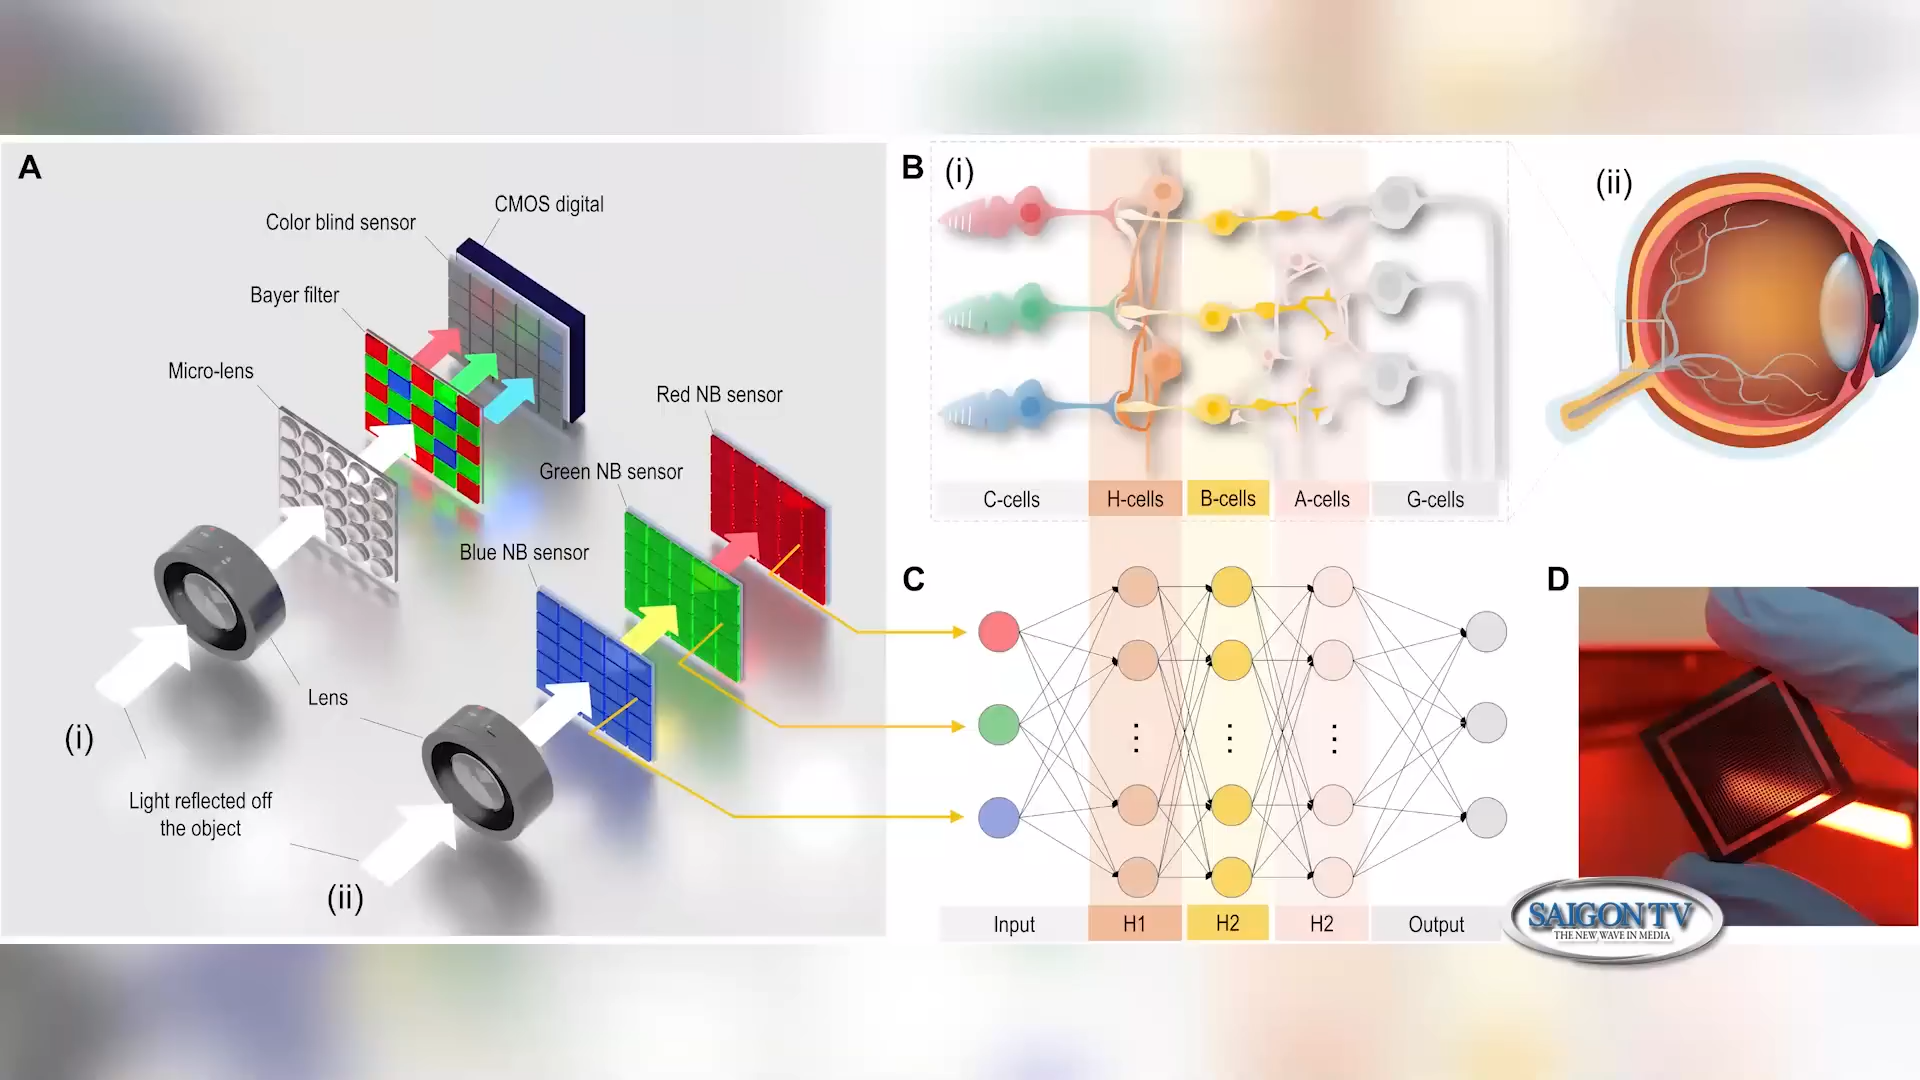 A
CMOS digital
Color blind sensor
Bayer filter
Micro-lens
Red NB sensor
Green NB sensor
Blue NB sensor
Lens
(i)
Light reflected off
the object
(ii)
B
(i)
(ii)
C-cells
H-cells
B-cells
A-cells
G-cells
C
Input
H1
H2
H2
Output
D
SAIGON TV
THE NEW WAVE IN MEDIA